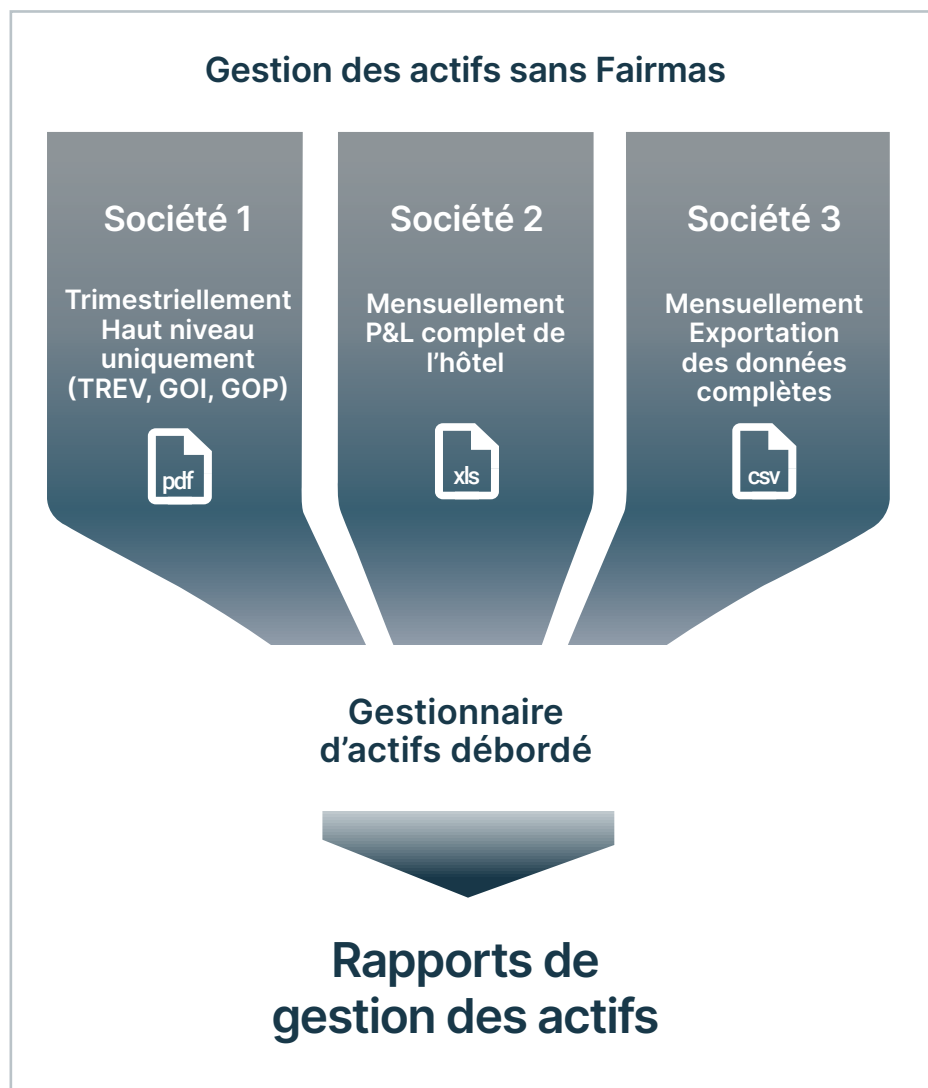 Gestion des actifs sans Fairmas
Société 1
Trimestriellement
Haut niveau
uniquement
(TREV, GOI, GOP)
pdf
Société 2
Mensuellement
P&L complet de
l’hôtel
xls
Société 3
Mensuellement
Exportation
des données
complètes
csv
Gestionnaire
d’actifs débordé
Rapports de
gestion des actifs